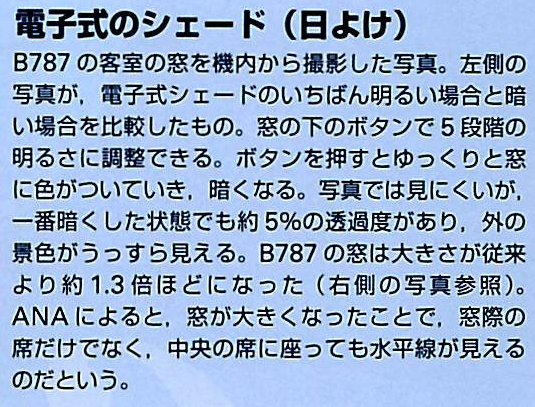 電子式のシェード（日よけ）
B787の客室の窓を機内から撮影した写真。左側の
写真が，電子式シェードのいちばん明るい場合と暗
い場合を比較したもの。窓の下のボタンで5段階の
明るさに調整できる。ボタンを押すとゆっくりと窓
に色がついていき，暗くなる。写真では見にくいが，
一番暗くした状態でも約5%の透過度があり，外の
景色がうっすら見える。B787の窓は大きさが従来
より約1.3倍ほどになった（右側の写真参照）。
ANAによると，窓が大きくなったことで，窓際の
席だけでなく，中央の席に座っても水平線が見える
のだという。